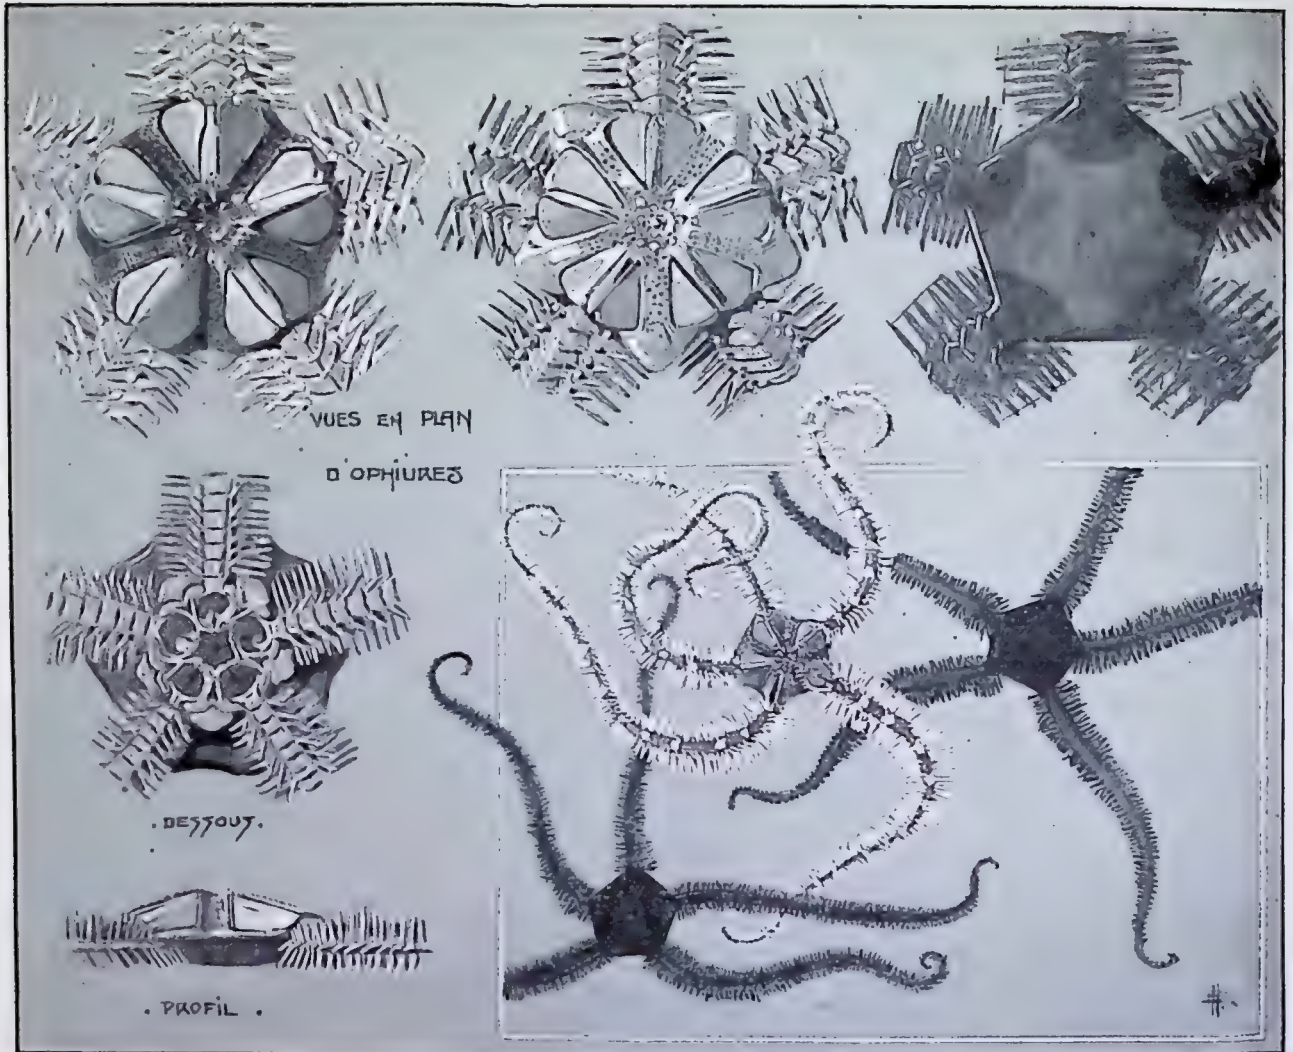 VUES EN PLAN
D'OPHIURES
. DESSOUS.
. PROFIL .